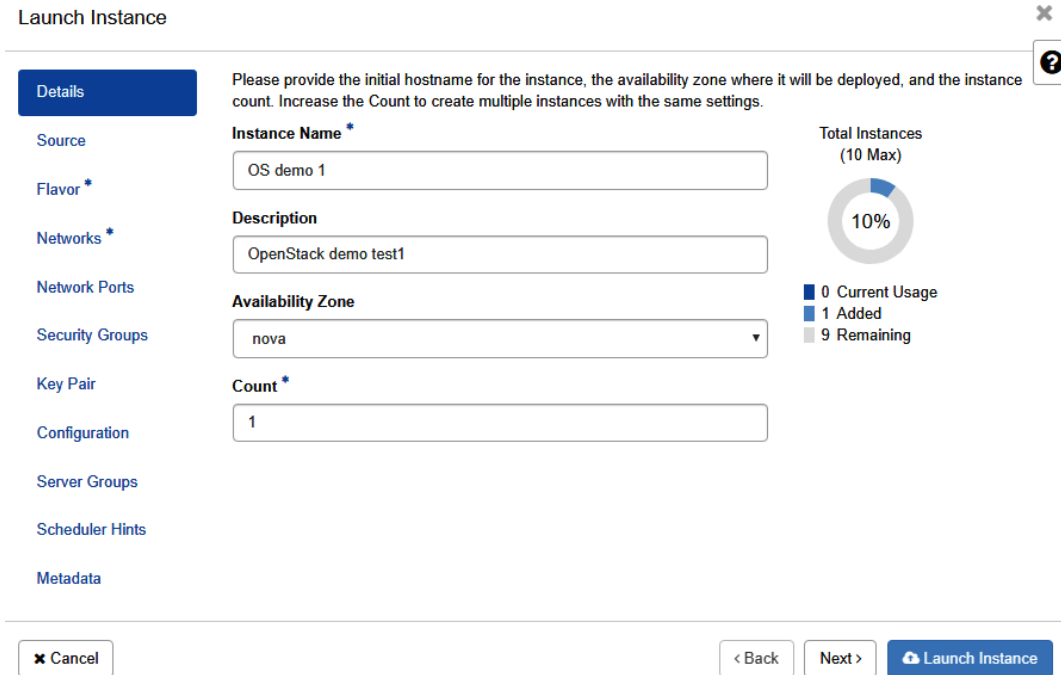 Launch Instance
Details
Source
Flavor *
Networks *
Network Ports
Security Groups
Key Pair
Configuration
Server Groups
Scheduler Hints
Metadata
Please provide the initial hostname for the instance, the availability zone where it will be deployed, and the instance
count. Increase the Count to create multiple instances with the same settings.
Instance Name *
OS demo 1
Description
OpenStack demo test1
Availability Zone
nova
Count *
1
Total Instances
(10 Max)
10%
0 Current Usage
1 Added
9 Remaining
✖ Cancel
< Back
Next >
Launch Instance